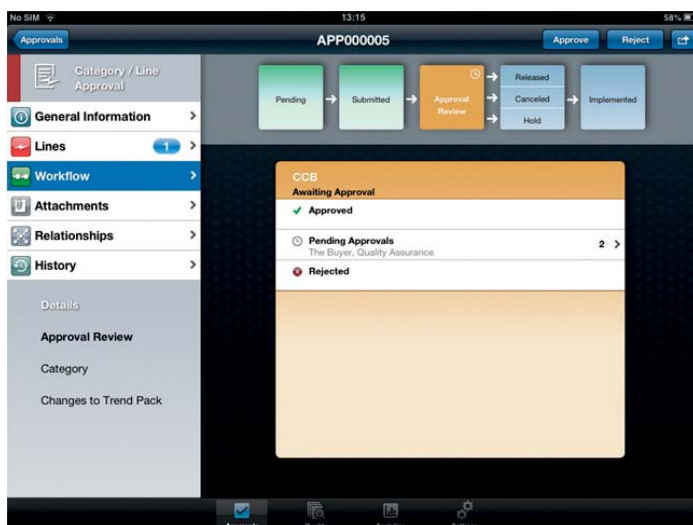 No SIM 13:15 58%
Approvals APP000005 Approve Reject
Category / Line
Approval
General Information
Lines 1
Workflow
Attachments
Relationships
History
Details
Approval Review
Category
Changes to Trend Pack
Pending
Submitted
Approval
Review
Released
Canceled
Hold
Implemented
CCB
Awaiting Approval
Approved
Pending Approvals 2
The Buyer, Quality Assurance
Rejected